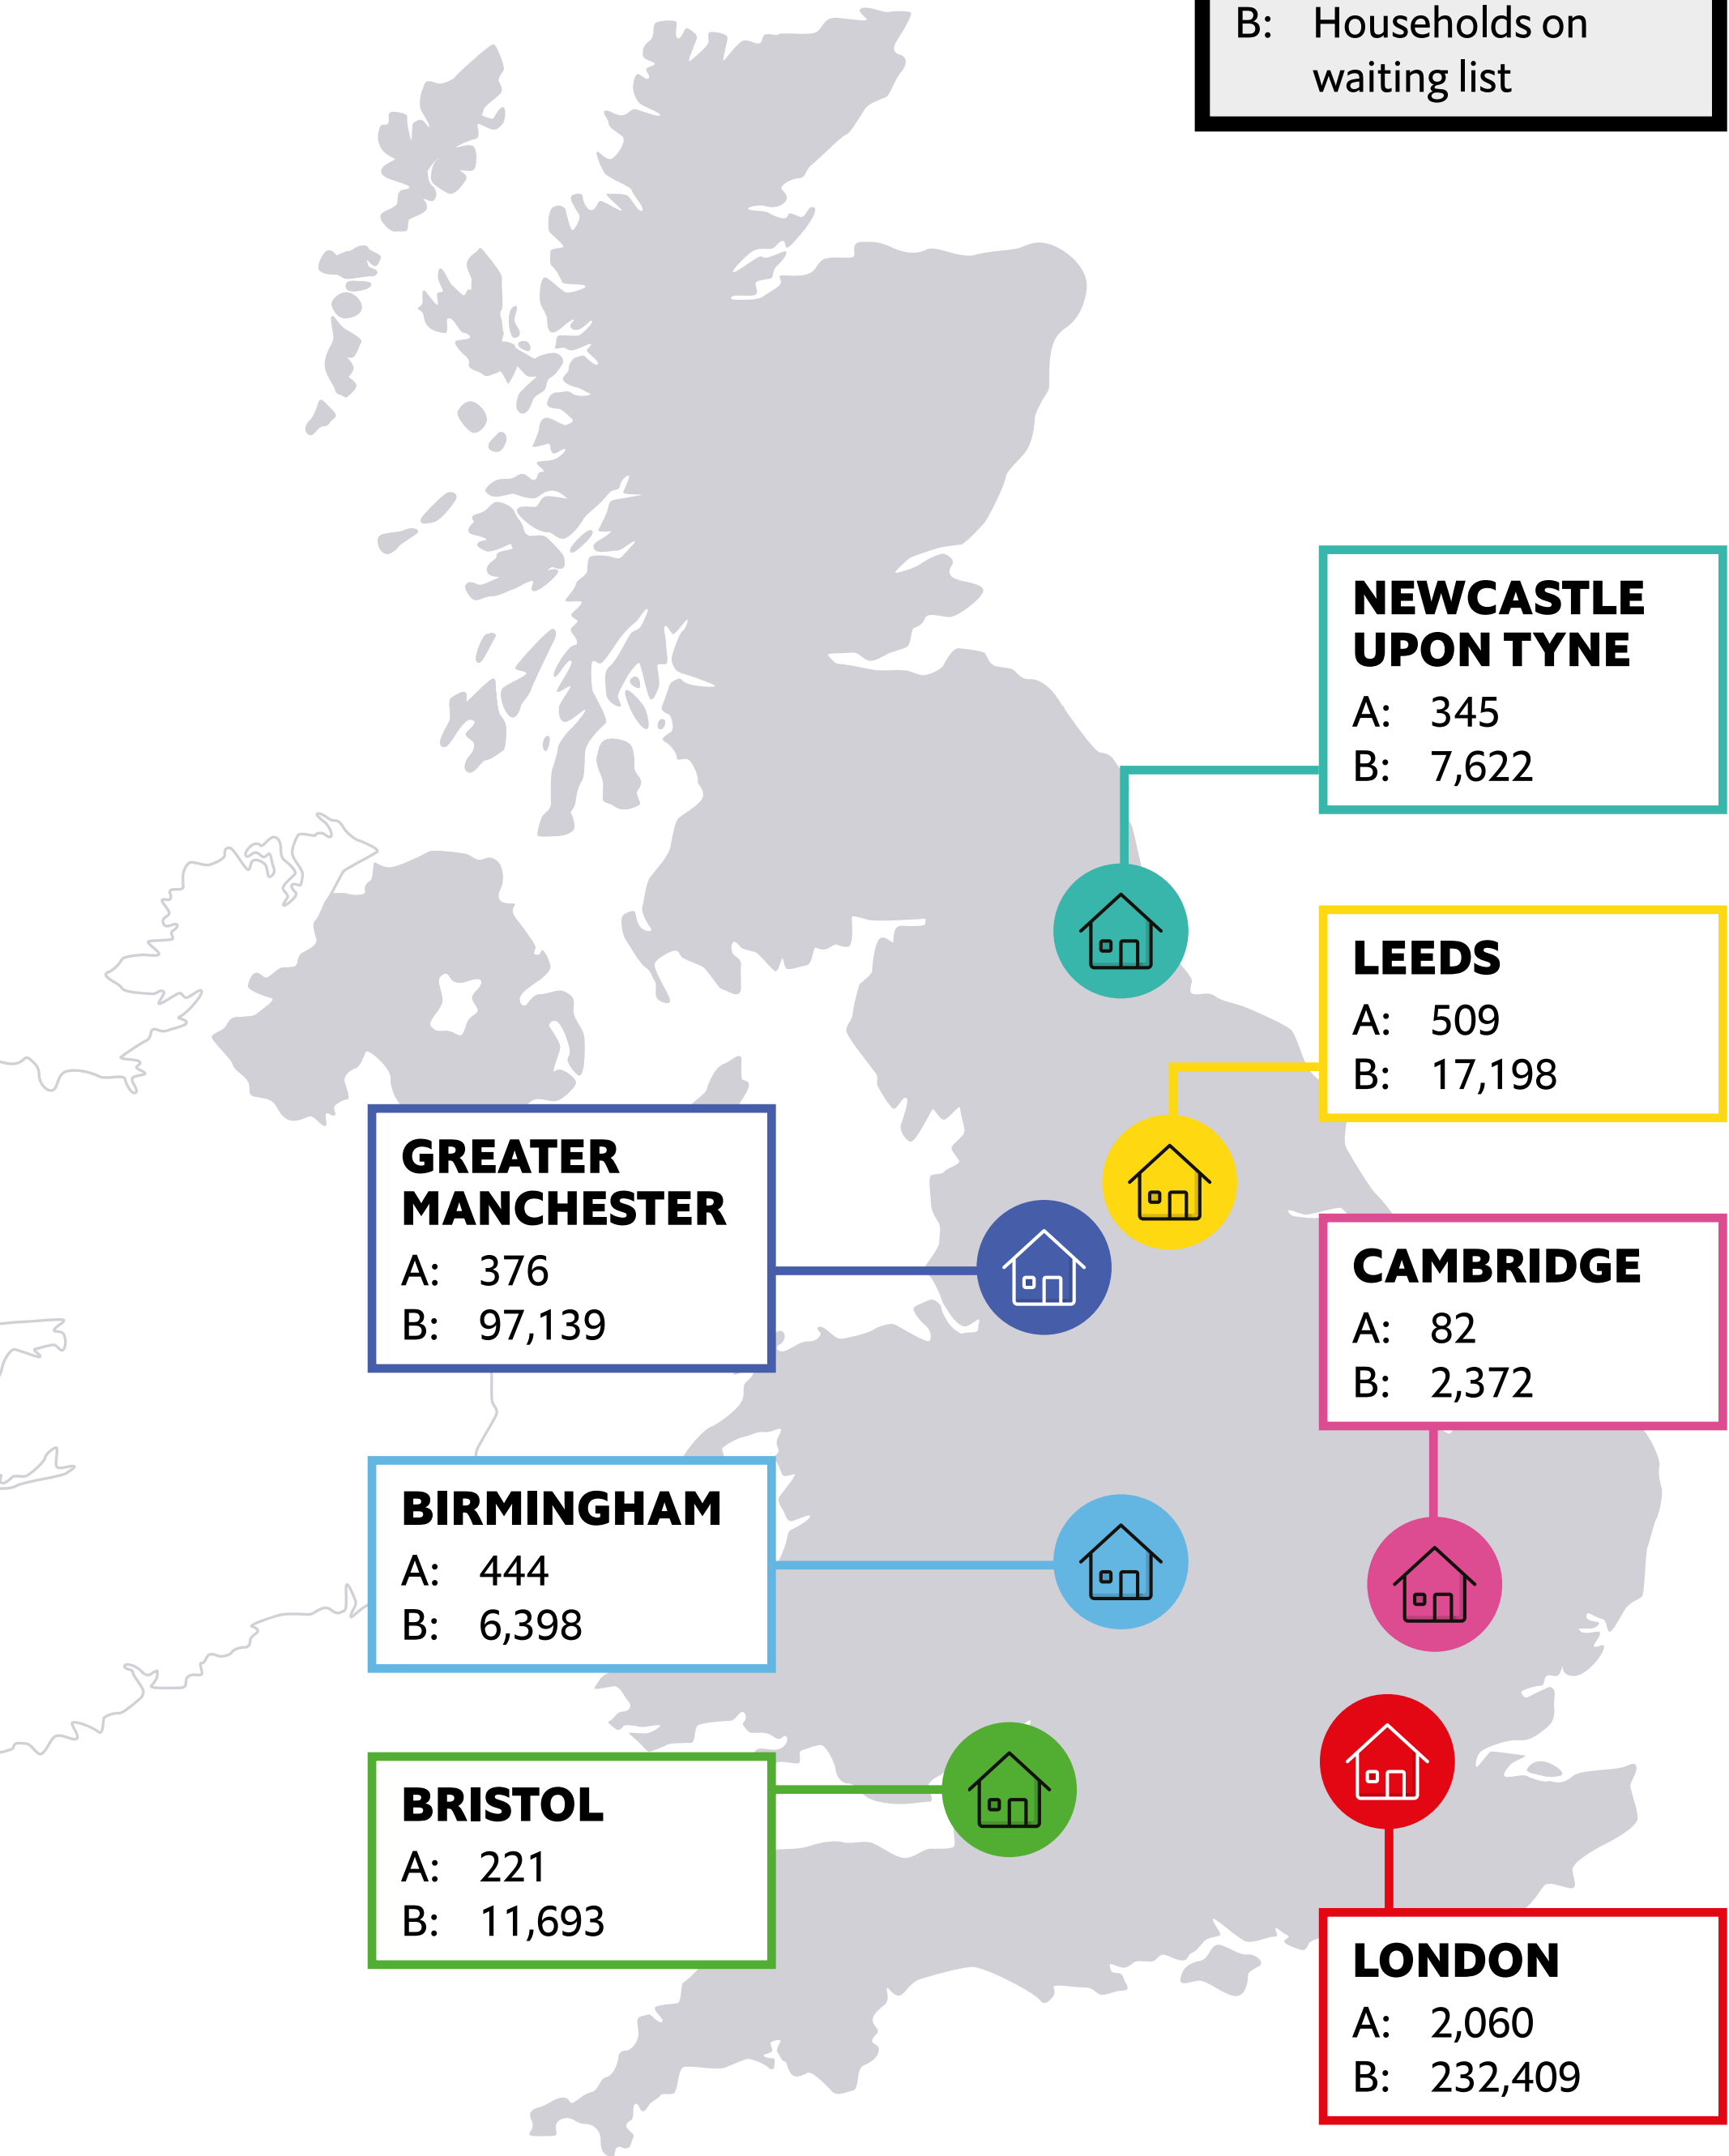 B: Households on
waiting list
NEWCASTLE
UPON TYNE
A: 345
B: 7,622
LEEDS
A: 509
B: 17,198
GREATER
MANCHESTER
A: 376
B: 97,139
CAMBRIDGE
A: 82
B: 2,372
BIRMINGHAM
A: 444
B: 6,398
BRISTOL
A: 221
B: 11,693
LONDON
A: 2,060
B: 232,409